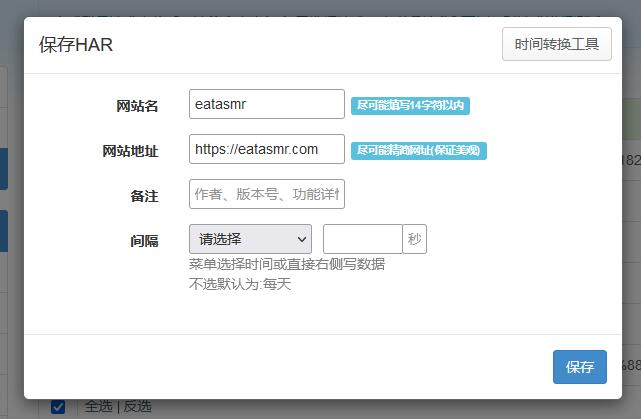 保存HAR
时间转换工具
网站名
eatasmr
尽可能填写14字符以内
网站地址
https://eatasmr.com
尽可能精简网址(保证美观)
备注
作者、版本号、功能详
间隔
请选择
秒
菜单选择时间或直接右侧写数据
不选默认为:每天
保存
182
%88
全选 | 反选